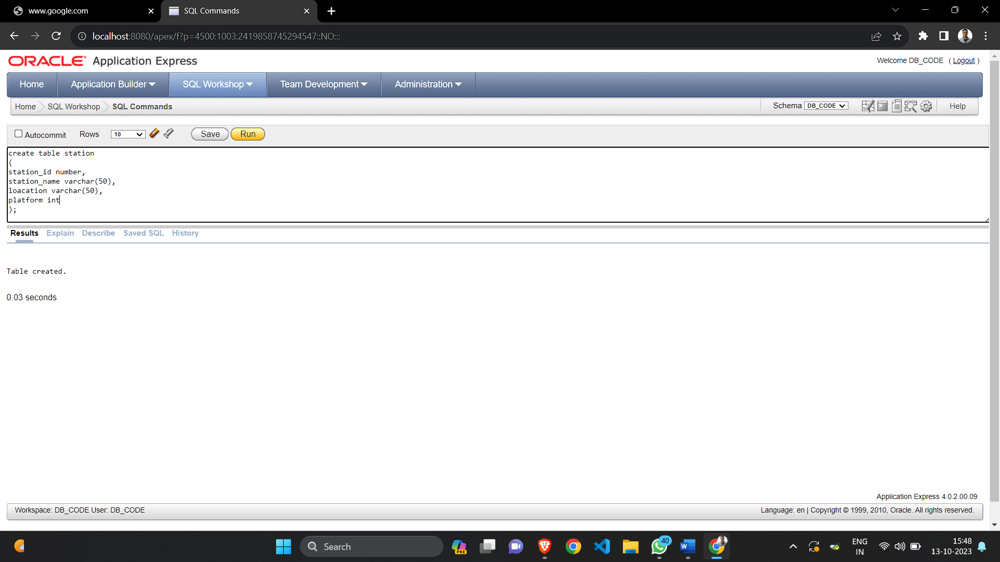 www.google.com
SQL Commands
localhost:8080/apex/f?p=4500:1003:2419858745294547::NO:::
ORACLE Application Express
Welcome DB_CODE ( Logout )
Home Application Builder SQL Workshop Team Development Administration
Home SQL Workshop SQL Commands
Schema DB_CODE Help
Autocommit Rows 10 Save Run
create table station
(
station_id number,
station_name varchar(50),
loacation varchar(50),
platform int
);
Results Explain Describe Saved SQL History
Table created.
0.03 seconds
Application Express 4.0.2.00.09
Workspace: DB_CODE User: DB_CODE
Language: en | Copyright © 1999, 2010, Oracle. All rights reserved.
Search
PRE
40
W
ENG
IN
15:48
13-10-2023